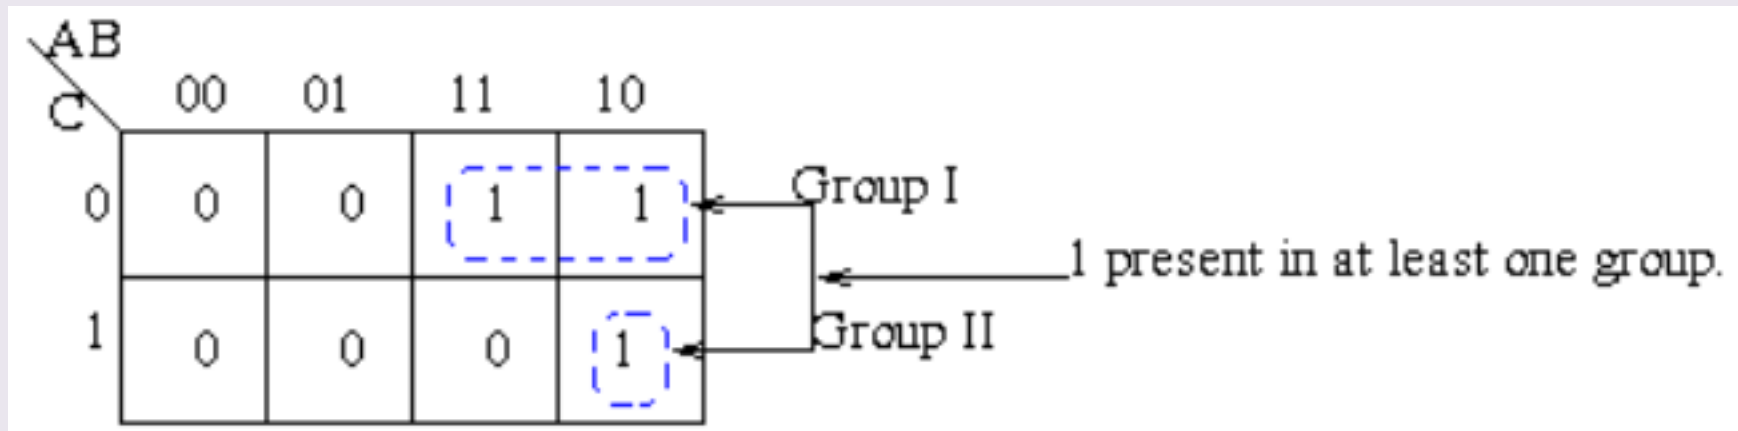 AB
C
00 01 11 10
0 0 0 1 1
Group I
1 present in at least one group.
1 0 0 0 1
Group II